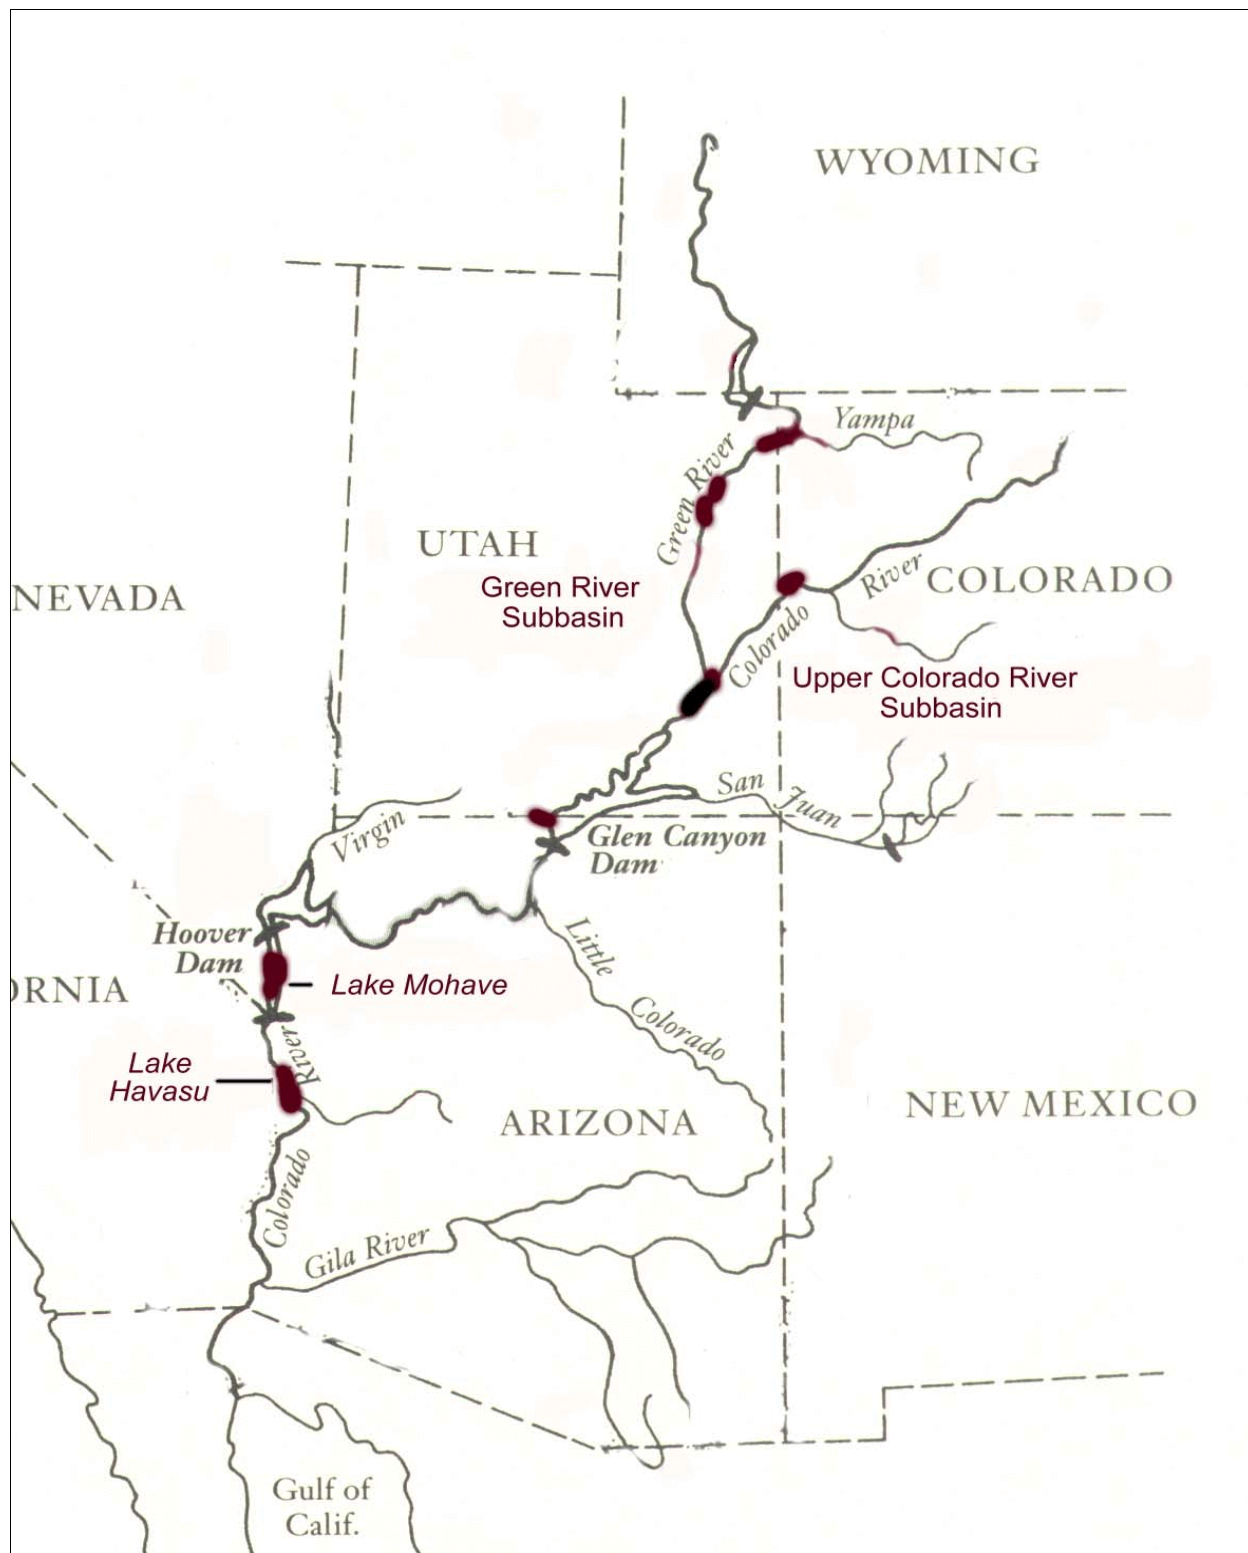 WYOMING
Yampa
Green River
UTAH
River
COLORADO
NEVADA
Green River
Subbasin
Colorado
Upper Colorado River
Subbasin
San Juan
Virgin
Glen Canyon
Dam
Hoover
Dam
Lake Mohave
Little Colorado
ORNIA
River
Lake
Havasu
ARIZONA
NEW MEXICO
Colorado
Gila River
Gulf of
Calif.